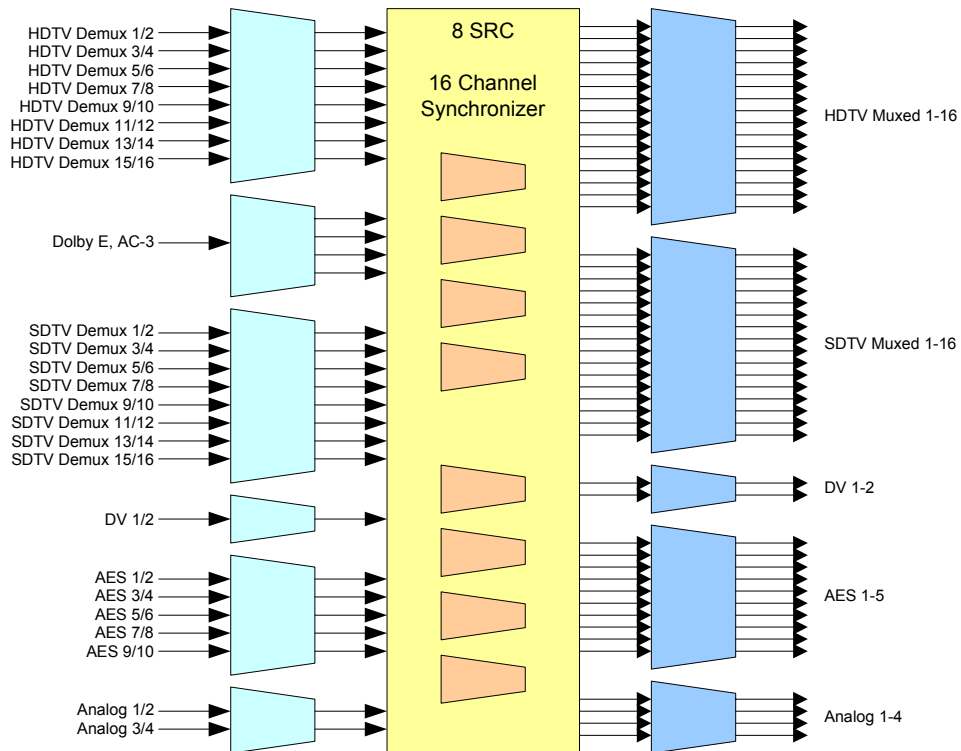 HDTV Demux 1/2
HDTV Demux 3/4
HDTV Demux 5/6
HDTV Demux 7/8
HDTV Demux 9/10
HDTV Demux 11/12
HDTV Demux 13/14
HDTV Demux 15/16
Dolby E, AC-3
SDTV Demux 1/2
SDTV Demux 3/4
SDTV Demux 5/6
SDTV Demux 7/8
SDTV Demux 9/10
SDTV Demux 11/12
SDTV Demux 13/14
SDTV Demux 15/16
DV 1/2
AES 1/2
AES 3/4
AES 5/6
AES 7/8
AES 9/10
Analog 1/2
Analog 3/4
8 SRC
16 Channel
Synchronizer
HDTV Muxed 1-16
SDTV Muxed 1-16
DV 1-2
AES 1-5
Analog 1-4